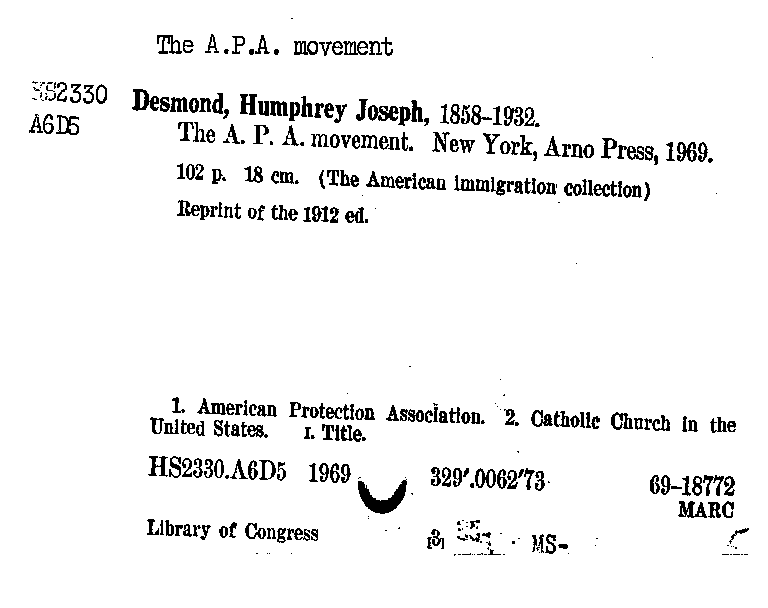 The A.P.A. movement
HS2330
A6D5
Desmond, Humphrey Joseph, 1858–1932.
The A. P. A. movement. New York, Arno Press, 1969.
102 p. 18 cm. (The American immigration collection)
Reprint of the 1912 ed.
1. American Protection Association. 2. Catholic Church in the
United States. I. Title.
HS2330.A6D5 1969 329'.0062'73 69–18772
MARC
Library of Congress [3] MS-